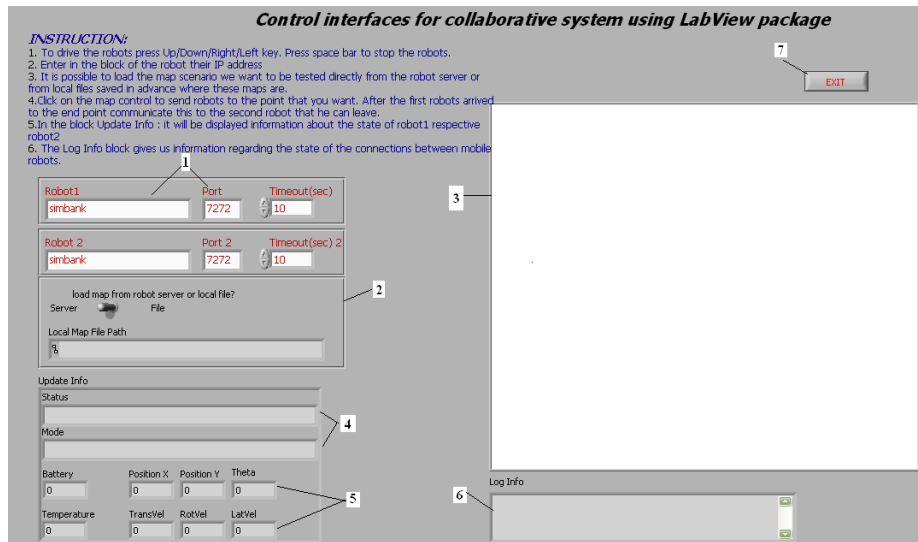 Control interfaces for collaborative system using LabView package
INSTRUCTION:
1. To drive the robots press Up/Down/Right/Left key. Press space bar to stop the robots.
2. Enter in the block of the robot their IP address
3. It is possible to load the map scenario we want to be tested directly from the robot server or
from local files saved in advance where these maps are.
4.Click on the map control to send robots to the point that you want. After the first robots arrived
to the end point communicate this to the second robot that he can leave.
5.In the block Update Info : it will be displayed information about the state of robot1 respective
robot2
6. The Log Info block gives us information regarding the state of the connections between mobile
robots.
7
EXIT
1
Robot1 Port Timeout(sec)
simbank 7272 10
3
Robot 2 Port 2 Timeout(sec) 2
simbank 7272 10
2
load map from robot server or local file?
Server File
Local Map File Path
%
Update Info
Status
4
Mode
Battery Position X Position Y Theta
0 0 0 0
5
Temperature TransVel RotVel LatVel
0 0 0 0
Log Info
6